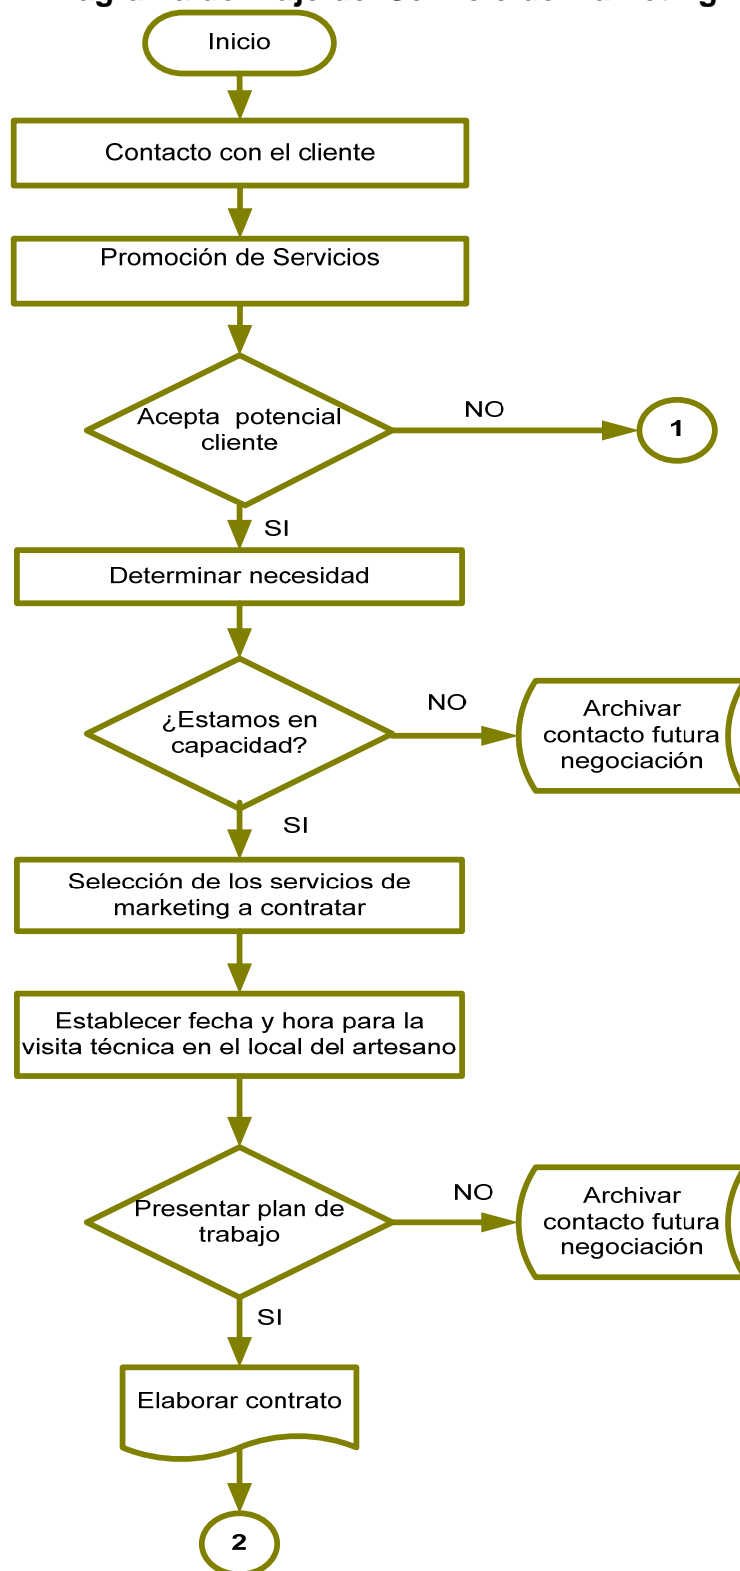 Inicio
Contacto con el cliente
Promoción de Servicios
Acepta potencial
cliente
NO
1
SI
Determinar necesidad
¿Estamos en
capacidad?
NO
Archivar
contacto futura
negociación
SI
Selección de los servicios de
marketing a contratar
Establecer fecha y hora para la
visita técnica en el local del artesano
Presentar plan de
trabajo
NO
Archivar
contacto futura
negociación
SI
Elaborar contrato
2